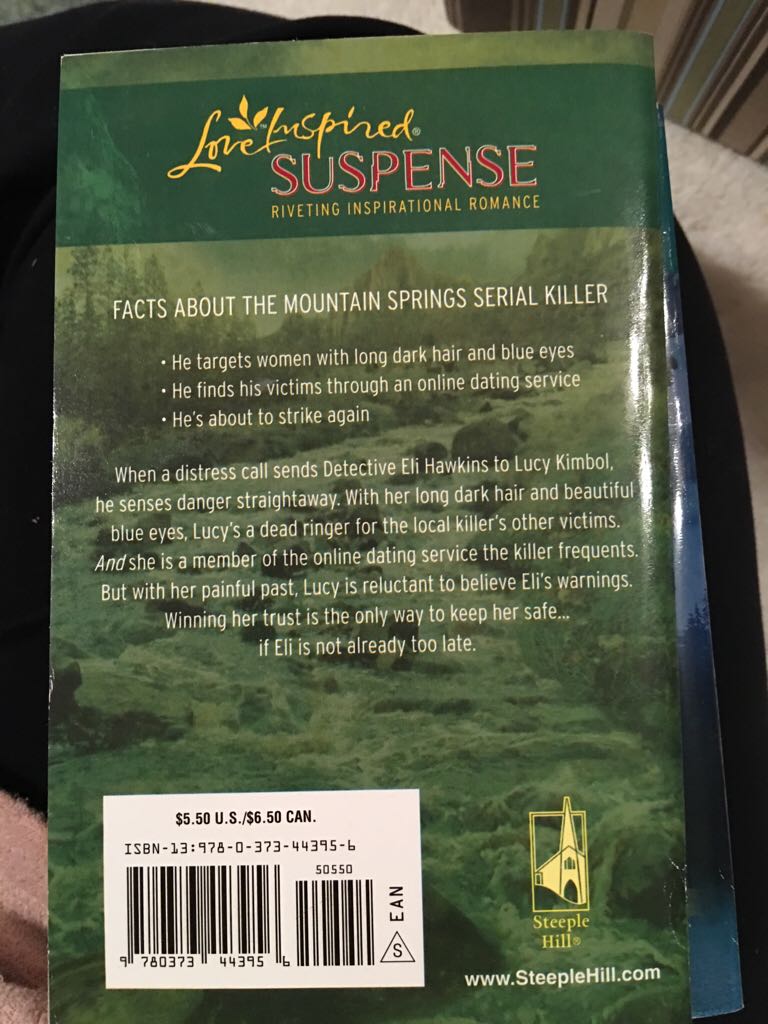 Love Inspired®
SUSPENSE
RIVETING INSPIRATIONAL ROMANCE
FACTS ABOUT THE MOUNTAIN SPRINGS SERIAL KILLER
• He targets women with long dark hair and blue eyes
• He finds his victims through an online dating service
• He's about to strike again
When a distress call sends Detective Eli Hawkins to Lucy Kimbol,
he senses danger straightaway. With her long dark hair and beautiful
blue eyes, Lucy's a dead ringer for the local killer's other victims.
And she is a member of the online dating service the killer frequents.
But with her painful past, Lucy is reluctant to believe Eli's warnings.
Winning her trust is the only way to keep her safe...
if Eli is not already too late.
$5.50 U.S./$6.50 CAN.
ISBN-13:978-0-373-44395-6
50550
EAN
S
9 780373 44395 6
Steeple
Hill®
www.SteepleHill.com